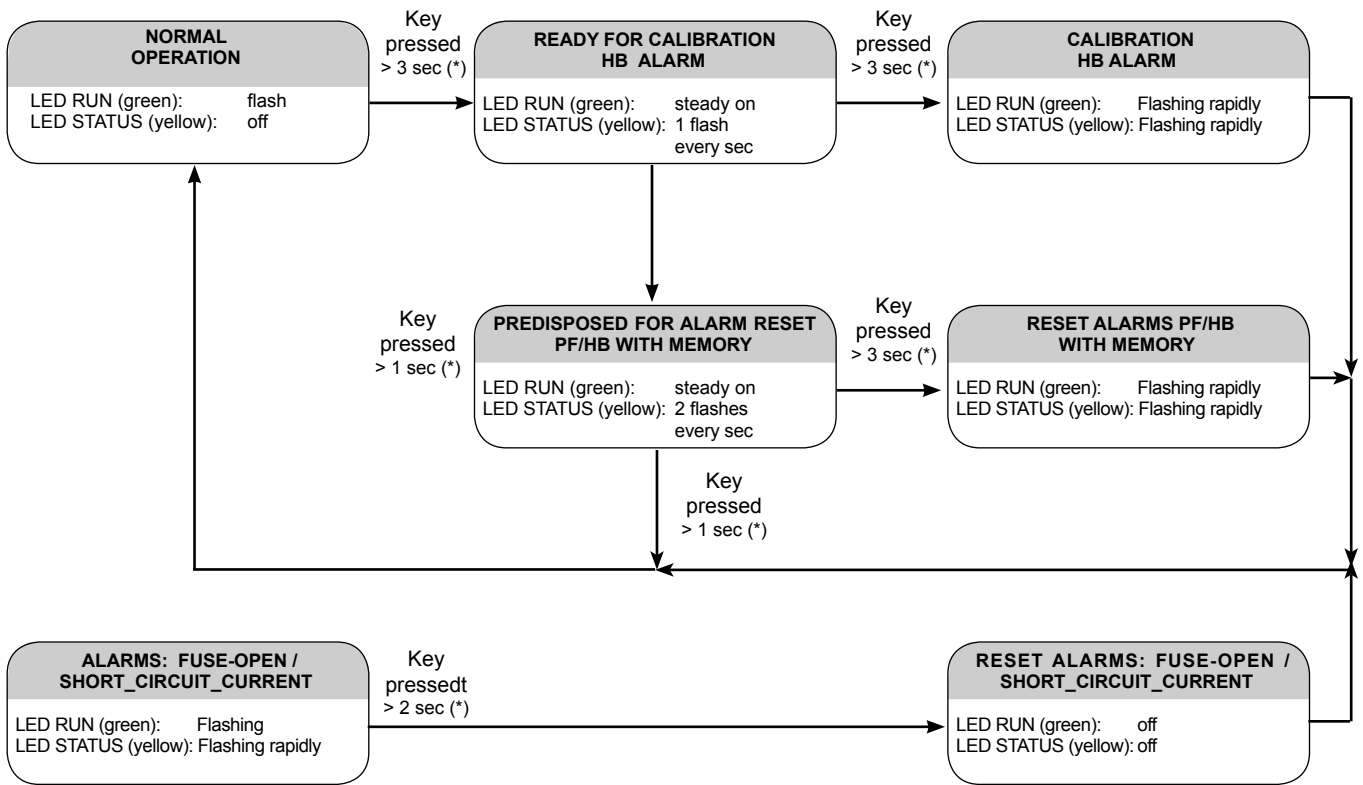 NORMAL
OPERATION
LED RUN (green): flash
LED STATUS (yellow): off
Key
pressed
> 3 sec (*)
READY FOR CALIBRATION
HB ALARM
LED RUN (green): steady on
LED STATUS (yellow): 1 flash
every sec
Key
pressed
> 3 sec (*)
CALIBRATION
HB ALARM
LED RUN (green): Flashing rapidly
LED STATUS (yellow): Flashing rapidly
Key
pressed
> 1 sec (*)
PREDISPOSED FOR ALARM RESET
PF/HB WITH MEMORY
LED RUN (green): steady on
LED STATUS (yellow): 2 flashes
every sec
Key
pressed
> 3 sec (*)
RESET ALARMS PF/HB
WITH MEMORY
LED RUN (green): Flashing rapidly
LED STATUS (yellow): Flashing rapidly
Key
pressed
> 1 sec (*)
ALARMS: FUSE-OPEN /
SHORT_CIRCUIT_CURRENT
LED RUN (green): Flashing
LED STATUS (yellow): Flashing rapidly
Key
pressedt
> 2 sec (*)
RESET ALARMS: FUSE-OPEN /
SHORT_CIRCUIT_CURRENT
LED RUN (green): off
LED STATUS (yellow): off